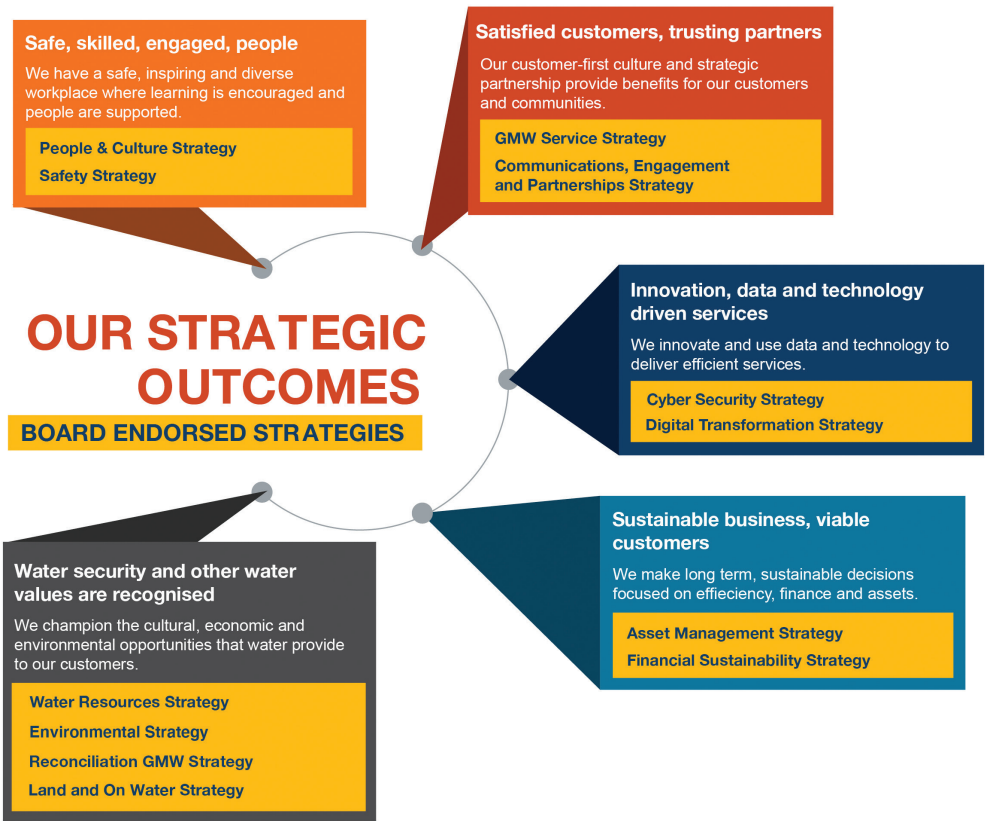 Safe, skilled, engaged, people
We have a safe, inspiring and diverse
workplace where learning is encouraged and
people are supported.
People & Culture Strategy
Safety Strategy
Satisfied customers, trusting partners
Our customer-first culture and strategic
partnership provide benefits for our customers
and communities.
GMW Service Strategy
Communications, Engagement
and Partnerships Strategy
OUR STRATEGIC
OUTCOMES
BOARD ENDORSED STRATEGIES
Innovation, data and technology
driven services
We innovate and use data and technology to
deliver efficient services.
Cyber Security Strategy
Digital Transformation Strategy
Sustainable business, viable
customers
We make long term, sustainable decisions
focused on effieciency, finance and assets.
Asset Management Strategy
Financial Sustainability Strategy
Water security and other water
values are recognised
We champion the cultural, economic and
environmental opportunities that water provide
to our customers.
Water Resources Strategy
Environmental Strategy
Reconciliation GMW Strategy
Land and On Water Strategy